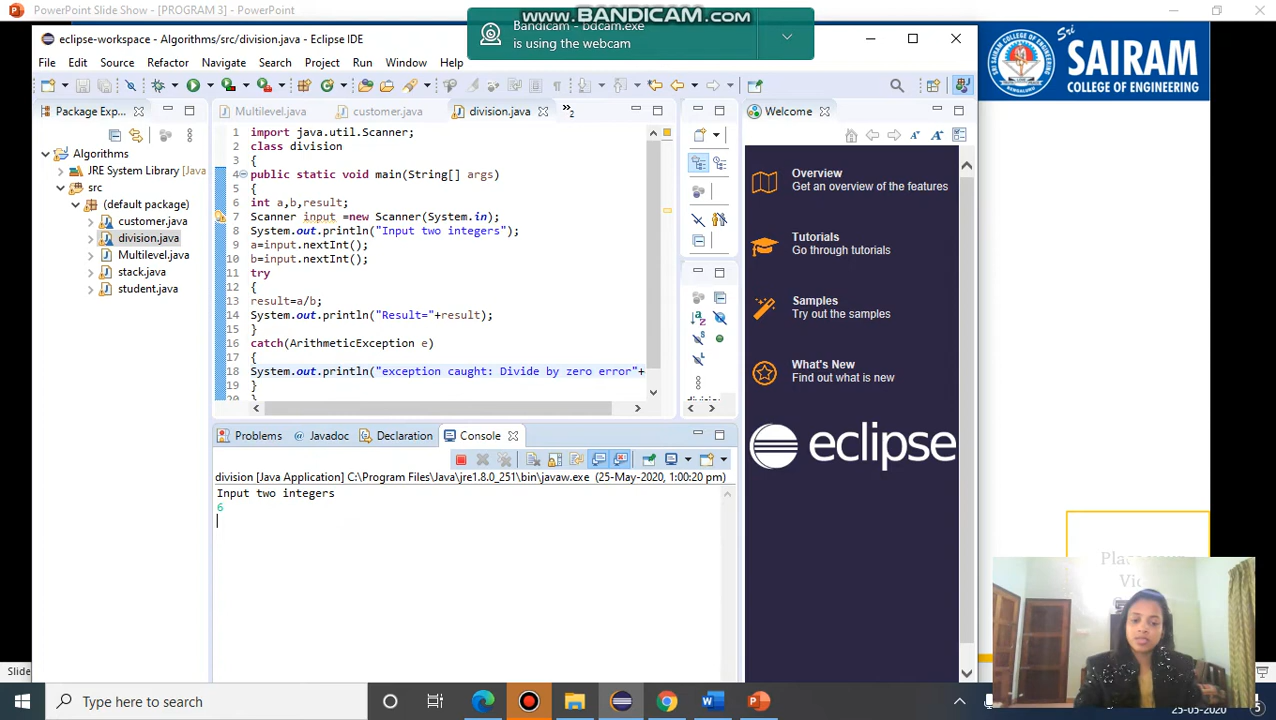 PowerPoint Slide Show - [PROGRAM 3] - PowerPoint
www.BANDICAM.com
Bandicam - bdcam.exe
is using the webcam
eclipse-workspace - Algorithms/src/division.java - Eclipse IDE
File Edit Source Refactor Navigate Search Project Run Window Help
Sri
SAIRAM
COLLEGE OF ENGINEERING
Package Exp...
Multilevel.java
customer.java
division.java
»2
Welcome
Algorithms
JRE System Library [Java
src
(default package)
customer.java
division.java
Multilevel.java
stack.java
student.java
1 import java.util.Scanner;
2 class division
3 {
4 public static void main(String[] args)
5 {
6 int a,b,result;
7 Scanner input =new Scanner(System.in);
8 System.out.println("Input two integers");
9 a=input.nextInt();
10 b=input.nextInt();
11 try
12 {
13 result=a/b;
14 System.out.println("Result="+result);
15 }
16 catch(ArithmeticException e)
17 {
18 System.out.println("exception caught: Divide by zero error"+
19 }
Overview
Get an overview of the features
Tutorials
Go through tutorials
Samples
Try out the samples
What's New
Find out what is new
eclipse
Problems
@ Javadoc
Declaration
Console
division [Java Application] C:\Program Files\Java\jre1.8.0_251\bin\javaw.exe (25-May-2020, 1:00:20 pm)
Input two integers
6
Slide
Type here to search
25-05-2020
5